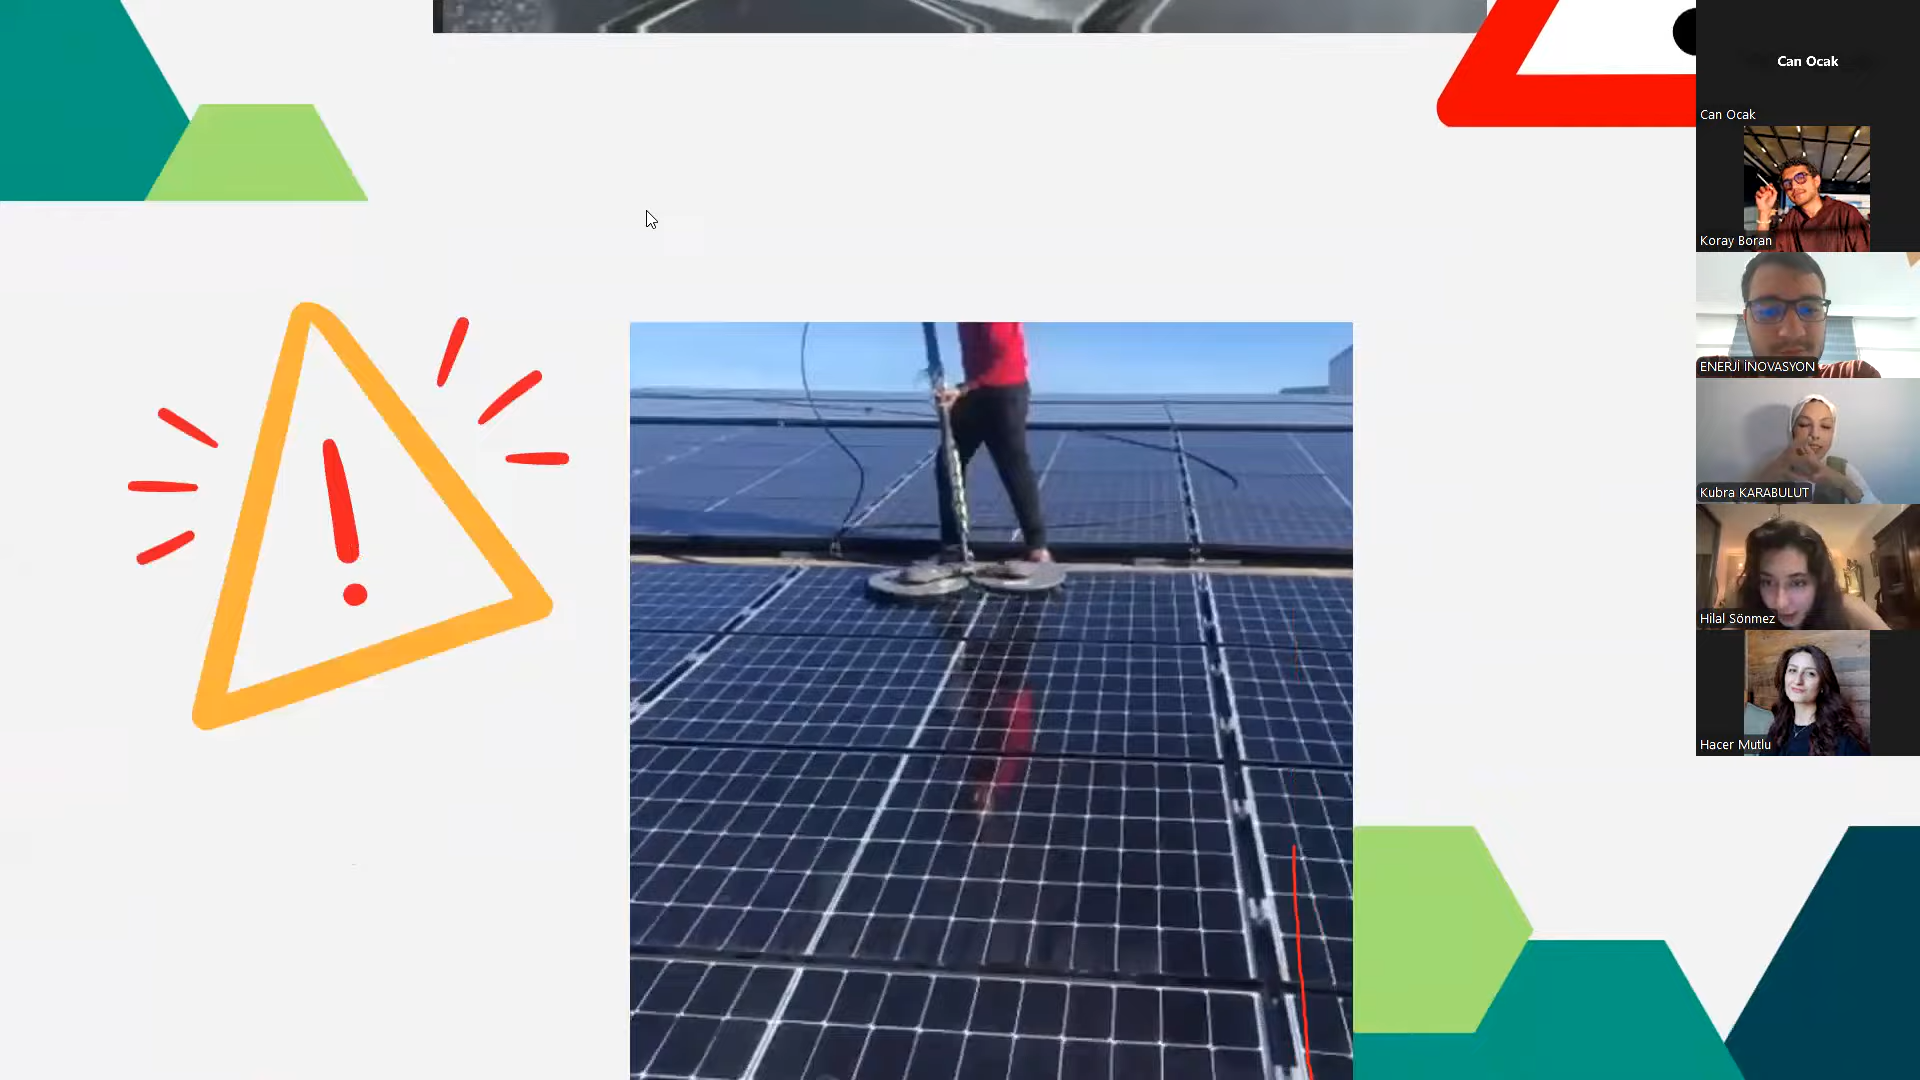 Can Ocak
Can Ocak
Koray Boran
ENERJİ İNOVASYON
Kubra KARABULUT
Hilal Sönmez
Hacer Mutlu